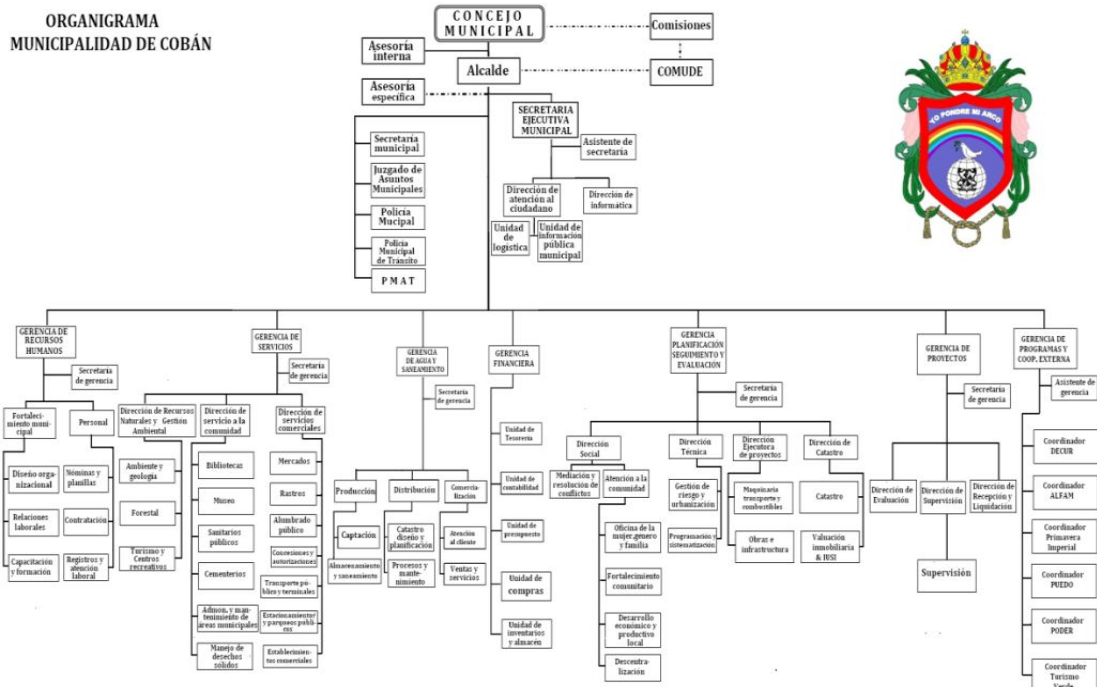 ORGANIGRAMA
MUNICIPALIDAD DE COBÁN
CONCEJO
MUNICIPAL
Comisiones
Asesoría
interna
Alcalde
COMUDE
Asesoría
específica
SECRETARIA
EJECUTIVA
MUNICIPAL
Asistente de
secretaría
Secretaría
municipal
Juzgado de
Asuntos
Municipales
Policía
Mucipal
Policía
Municipal
de Tránsito
PMAT
Dirección de
atención al
ciudadano
Dirección de
informática
Unidad
de
logística
Unidad de
información
pública
municipal
YO PONDRE MI ARCO
GERENCIA DE
RECURSOS
HUMANOS
Secretaría
de gerencia
Fortaleci-
miento muni-
cipal
Personal
Diseño orga-
nizacional
Nóminas y
planillas
Relaciones
laborales
Contratación
Capacitación
y formación
Registros y
atención
laboral
GERENCIA DE
SERVICIOS
Secretaría
de gerencia
Dirección de Recursos
Naturales y Gestión
Ambiental
Dirección de
servicio a la
comunidad
Dirección de
servicios
comerciales
Ambiente y
geología
Forestal
Turismo y
Centros
recreativos
Bibliotecas
Museo
Sanitarios
públicos
Cementerios
Admon. y man-
tenimiento de
áreas municipales
Manejo de
desechos
sólidos
Mercados
Rastros
Alumbrado
público
Concesiones y
autorizaciones
Transporte pú-
blico y terminales
Estacionamientos
y parqueos públi-
cos
Establecimien-
tos comerciales
GERENCIA
DE AGUA Y
SANEAMIENTO
Secretaría
de gerencia
Producción
Distribución
Comercia-
lización
Captación
Catastro
diseño y
planificación
Atención
al cliente
Almacenamiento
y saneamiento
Procesos y
mante-
nimiento
Ventas y
servicios
GERENCIA
FINANCIERA
Unidad de
Tesorería
Unidad de
contabilidad
Unidad de
presupuesto
Unidad de
compras
Unidad de
inventarios
y almacén
GERENCIA
PLANIFICACIÓN
SEGUIMIENTO Y
EVALUACIÓN
Secretaría
de gerencia
Dirección
Social
Dirección
Técnica
Dirección
Ejecutora
de proyectos
Dirección de
Catastro
Mediación y
resolución de
conflictos
Atención a la
comunidad
Oficina de la
mujer,genero
y familia
Fortalecimiento
comunitario
Desarrollo
económico y
productivo
local
Descentra-
lización
Gestión de
riesgo y
urbanización
Programación y
sistematización
Maquinaria
transporte y
combustibles
Obras e
infraestructura
Catastro
Valuación
inmobiliaria
& IUSI
GERENCIA DE
PROYECTOS
Secretaría
de gerencia
Dirección de
Evaluación
Dirección de
Supervisión
Dirección de
Recepción y
Liquidación
Supervisión
GERENCIA DE
PROGRAMAS Y
COOP. EXTERNA
Asistente de
gerencia
Coordinador
DECUR
Coordinador
ALFAM
Coordinador
Primavera
Imperial
Coordinador
PUEDO
Coordinador
PODER
Coordinador
Turismo
Verde